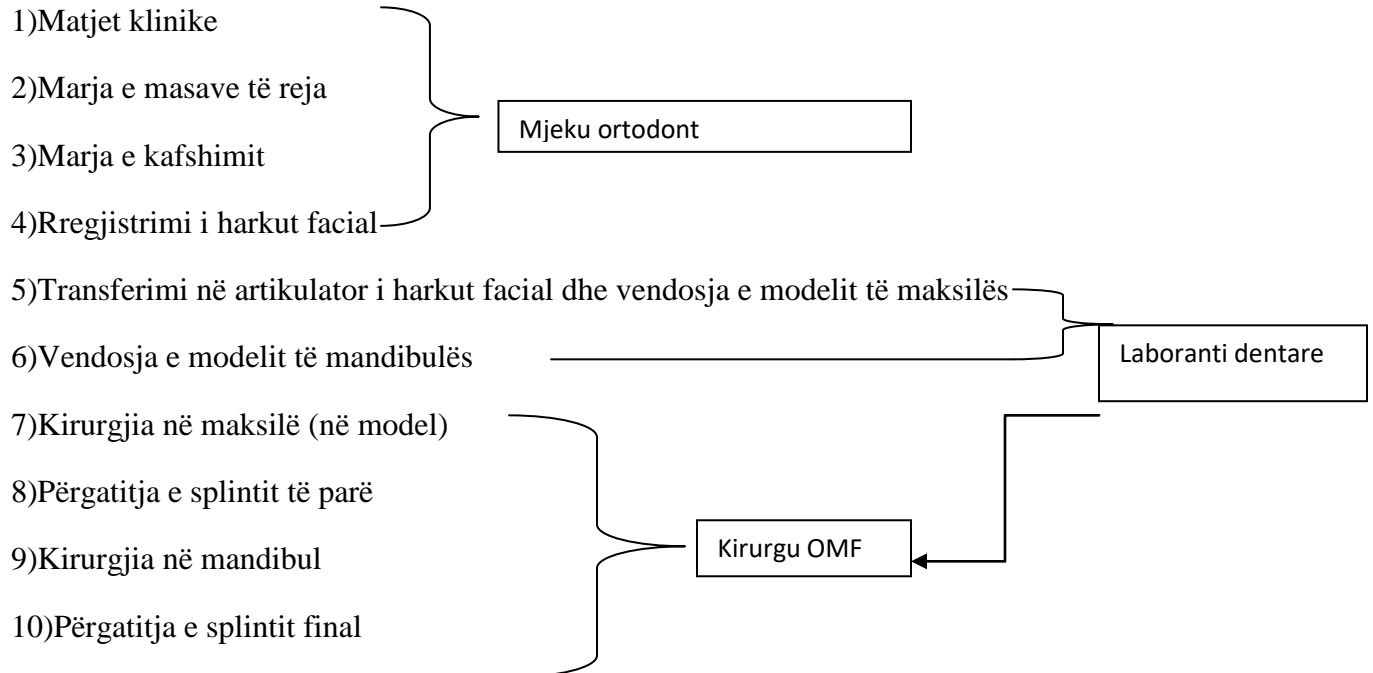 1)Matjet klinike
2)Marja e masave të reja
Mjeku ortodont
3)Marja e kafshimit
4)Rregjistrimi i harkut facial
5)Transferimi në artikulator i harkut facial dhe vendosja e modelit të maksilës
6)Vendosja e modelit të mandibulës
Laboranti dentare
7)Kirurgjia në maksilë (në model)
8)Përgatitja e splintit të parë
9)Kirurgjia në mandibul
Kirurgu OMF
10)Përgatitja e splintit final